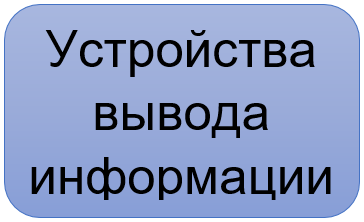 Устройства
вывода
информации